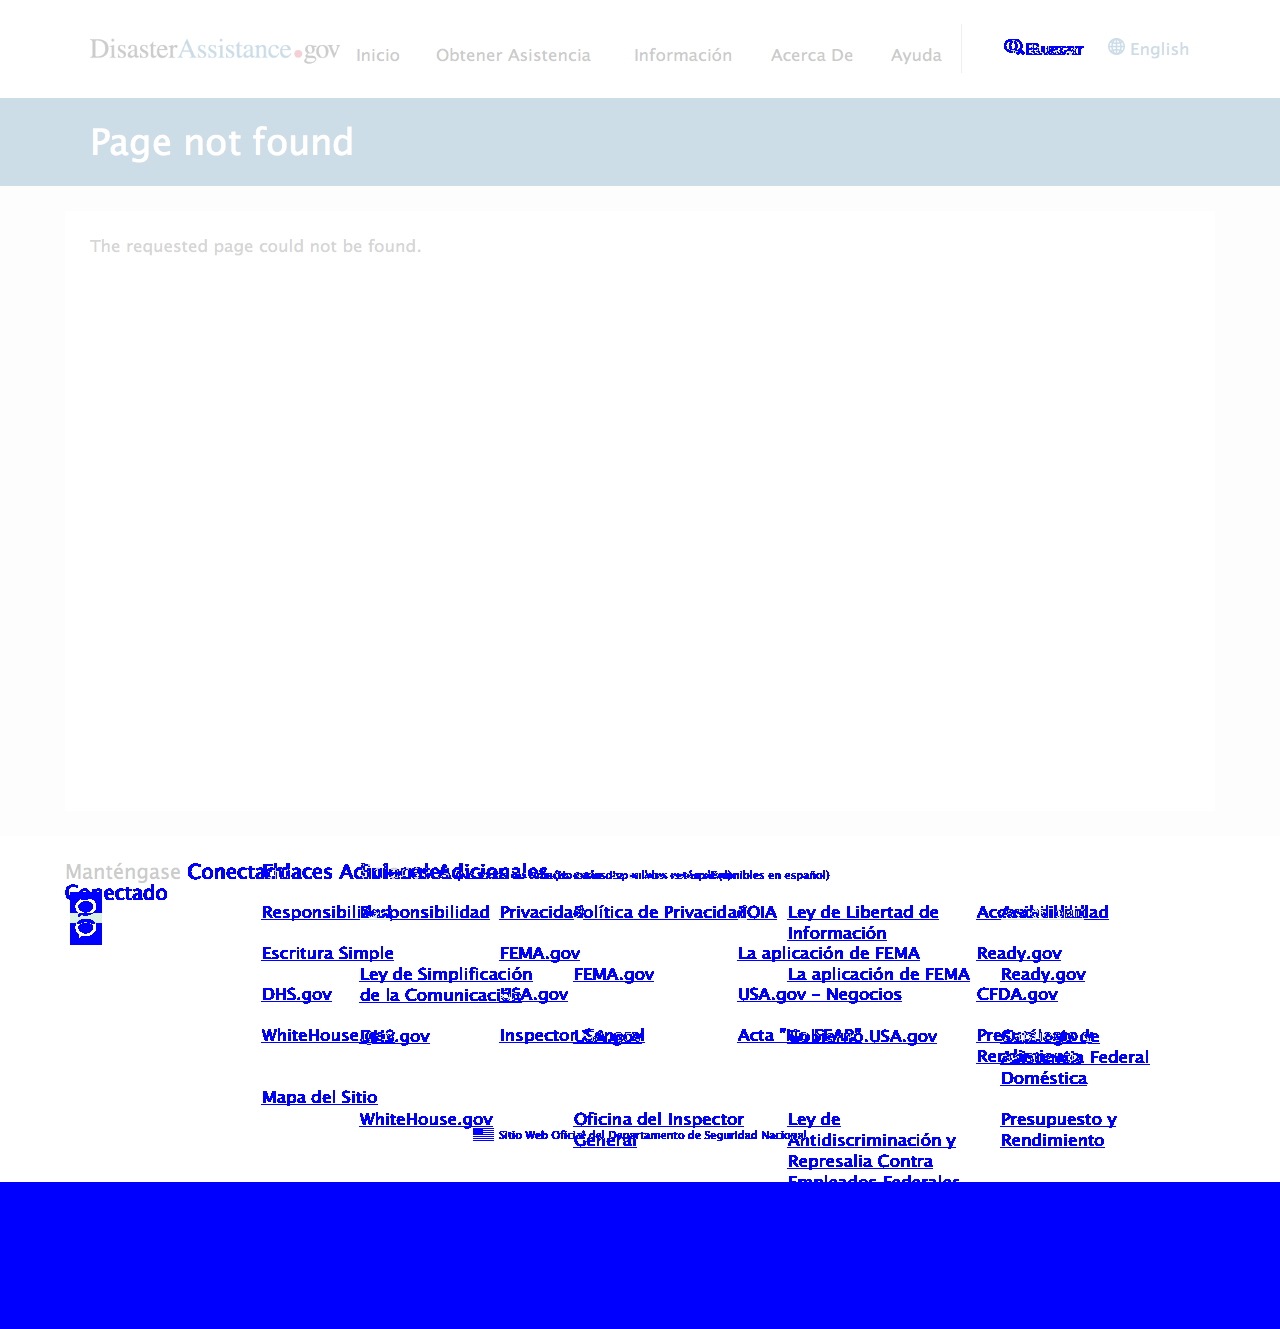 DisasterAssistance.gov
Inicio
Obtener Asistencia
Información
Acerca De
Ayuda
Buscar
English
Page not found
The requested page could not be found.
Manténgase
Conectado
Enlaces Adicionales
Responsibilidad
Privacidad
Política de Privacidad
FOIA
Ley de Libertad de
Información
Escritura Simple
FEMA.gov
La aplicación de FEMA
Ready.gov
Ley de Simplificación
de la Comunicación
FEMA.gov
La aplicación de FEMA
Ready.gov
DHS.gov
USA.gov
USA.gov – Negocios
CFDA.gov
WhiteHouse.gov
DHS.gov
Inspector General
Acta "No FEAR"
Gobierno.USA.gov
Presupuesto y
Rendimiento
Catálogo de
Asistencia Federal
Doméstica
Mapa del Sitio
WhiteHouse.gov
Oficina del Inspector
General
Ley de
Antidiscriminación y
Represalia Contra
Empleados Federales
Presupuesto y
Rendimiento
Sitio Web Oficial del Departamento de Seguridad Nacional